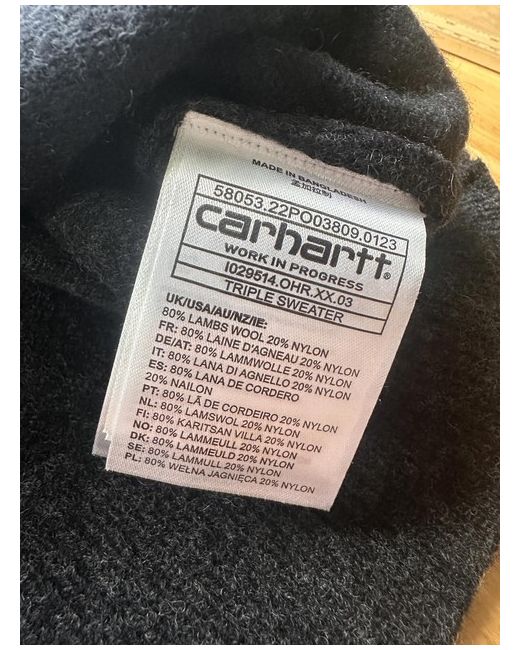 MADE IN BANGLADESH
孟加拉制
58053.22PO03809.0123
carhartt®
WORK IN PROGRESS
I029514.OHR.XX.03
TRIPLE SWEATER
UK/USA/AU/NZ/IE:
80% LAMBS WOOL 20% NYLON
FR: 80% LAINE D'AGNEAU 20% NYLON
DE/AT: 80% LAMMWOLLE 20% NYLON
IT: 80% LANA DI AGNELLO 20% NYLON
ES: 80% LANA DE CORDERO
20% NAILON
PT: 80% LÃ DE CORDEIRO 20% NYLON
NL: 80% LAMSWOL 20% NYLON
FI: 80% KARITSAN VILLA 20% NYLON
NO: 80% LAMMEULL 20% NYLON
DK: 80% LAMMEULD 20% NYLON
SE: 80% LAMMULL 20% NYLON
PL: 80% WEŁNA JAGNIĘCA 20% NYLON